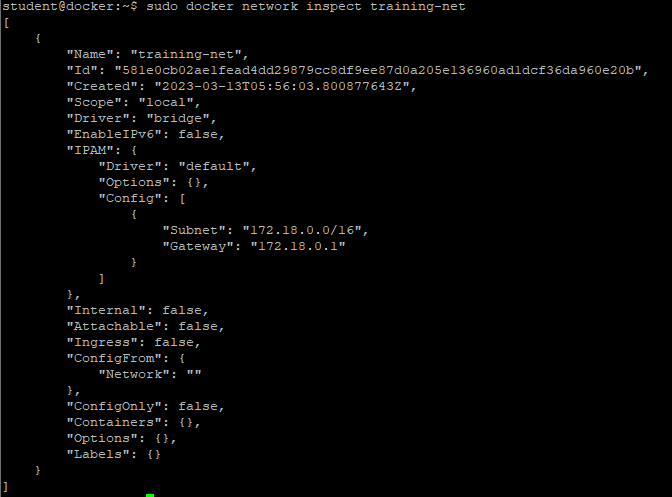 student@docker:~$ sudo docker network inspect training-net
[
    {
        "Name": "training-net",
        "Id": "581e0cb02ae1fead4dd29879cc8df9ee87d0a205e136960ad1dcf36da960e20b",
        "Created": "2023-03-13T05:56:03.800877643Z",
        "Scope": "local",
        "Driver": "bridge",
        "EnableIPv6": false,
        "IPAM": {
            "Driver": "default",
            "Options": {},
            "Config": [
                {
                    "Subnet": "172.18.0.0/16",
                    "Gateway": "172.18.0.1"
                }
            ]
        },
        "Internal": false,
        "Attachable": false,
        "Ingress": false,
        "ConfigFrom": {
            "Network": ""
        },
        "ConfigOnly": false,
        "Containers": {},
        "Options": {},
        "Labels": {}
    }
]